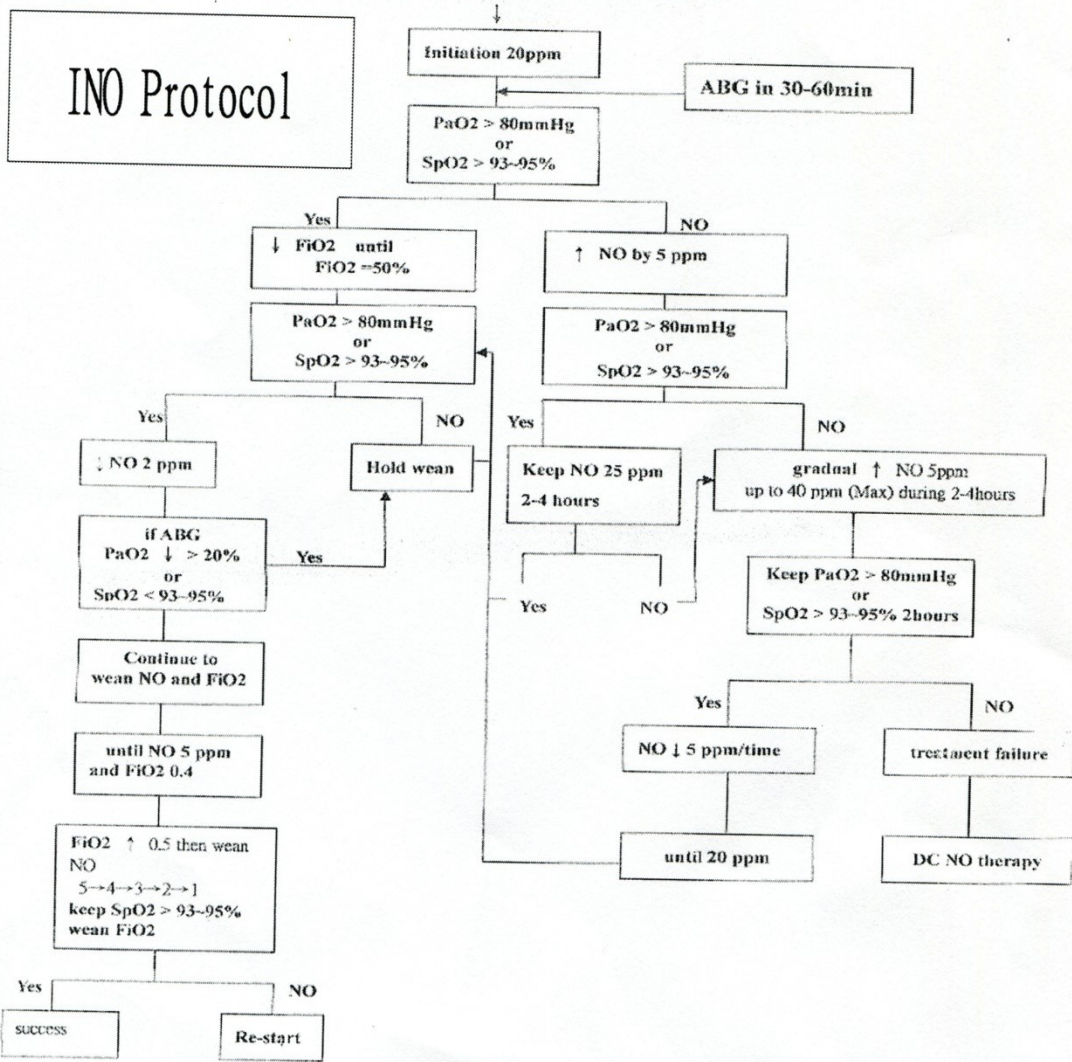 INO Protocol
Initiation 20ppm
ABG in 30-60min
PaO2 > 80mmHg
or
SpO2 > 93~95%
Yes
NO
↓ FiO2 until
FiO2 =50%
↑ NO by 5 ppm
PaO2 > 80mmHg
or
SpO2 > 93~95%
PaO2 > 80mmHg
or
SpO2 > 93~95%
Yes
NO
Yes
NO
↓ NO 2 ppm
Hold wean
Keep NO 25 ppm
2-4 hours
gradual ↑ NO 5ppm
up to 40 ppm (Max) during 2-4hours
if ABG
PaO2 ↓ > 20%
or
SpO2 < 93~95%
Yes
Yes
NO
Keep PaO2 > 80mmHg
or
SpO2 > 93~95% 2hours
Continue to
wean NO and FiO2
Yes
NO
until NO 5 ppm
and FiO2 0.4
NO ↓ 5 ppm/time
treatment failure
FiO2 ↑ 0.5 then wean
NO
5→4→3→2→1
keep SpO2 > 93~95%
wean FiO2
until 20 ppm
DC NO therapy
Yes
NO
success
Re-start